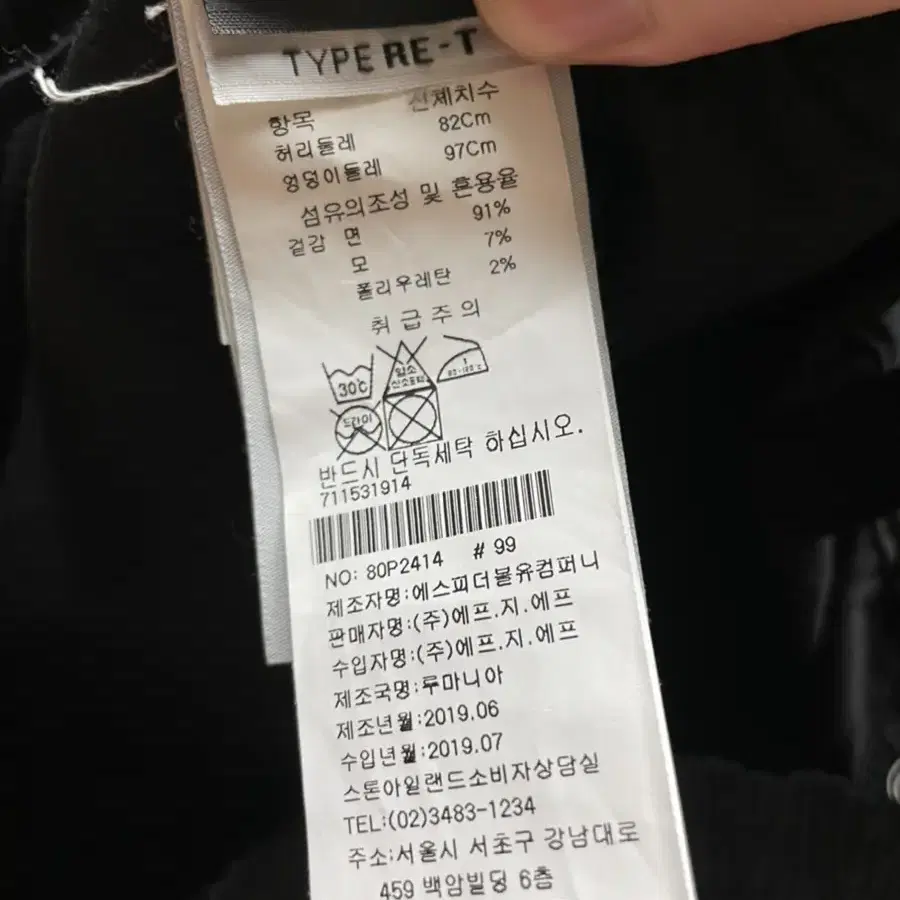 TYPE RE-T
항목 신체치수
허리둘레 82Cm
엉덩이둘레 97Cm
섬유의조성 및 혼용율
겉감 면 91%
모 7%
폴리우레탄 2%
취급주의
30℃
염소
산소표백
드라이
반드시 단독세탁 하십시오.
711531914
NO: 80P2414 # 99
제조자명:에스피더블유컴퍼니
판매자명:(주)에프.지.에프
수입자명:(주)에프.지.에프
제조국명:루마니아
제조년월:2019.06
수입년월:2019.07
스톤아일랜드소비자상담실
TEL:(02)3483-1234
주소:서울시 서초구 강남대로
459 백암빌딩 6층